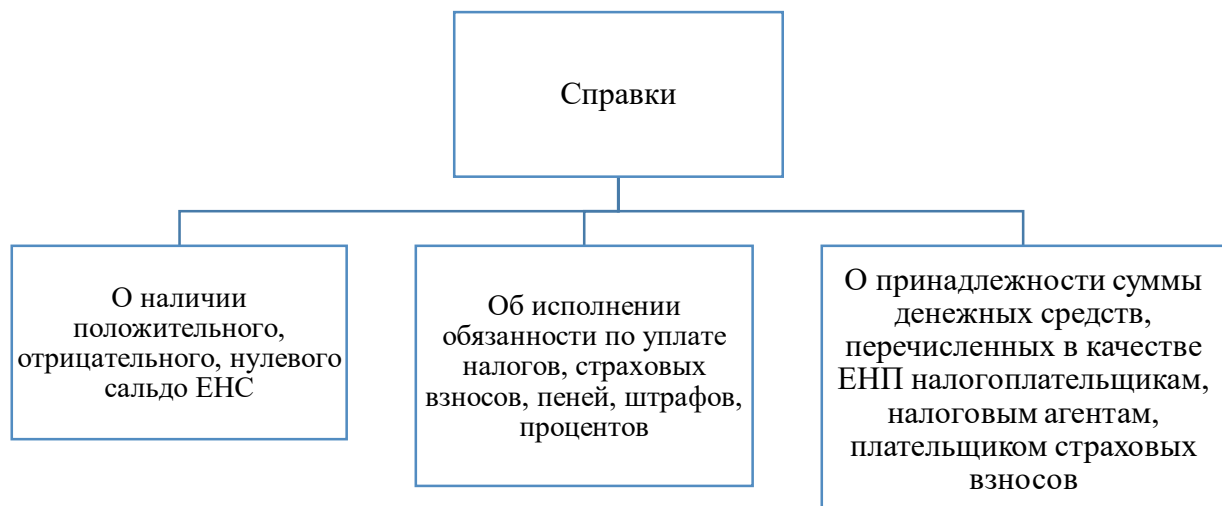 Справки
О наличии
положительного,
отрицательного, нулевого
сальдо ЕНС
Об исполнении
обязанности по уплате
налогов, страховых
взносов, пеней, штрафов,
процентов
О принадлежности суммы
денежных средств,
перечисленных в качестве
ЕНП налогоплательщикам,
налоговым агентам,
плательщиком страховых
взносов